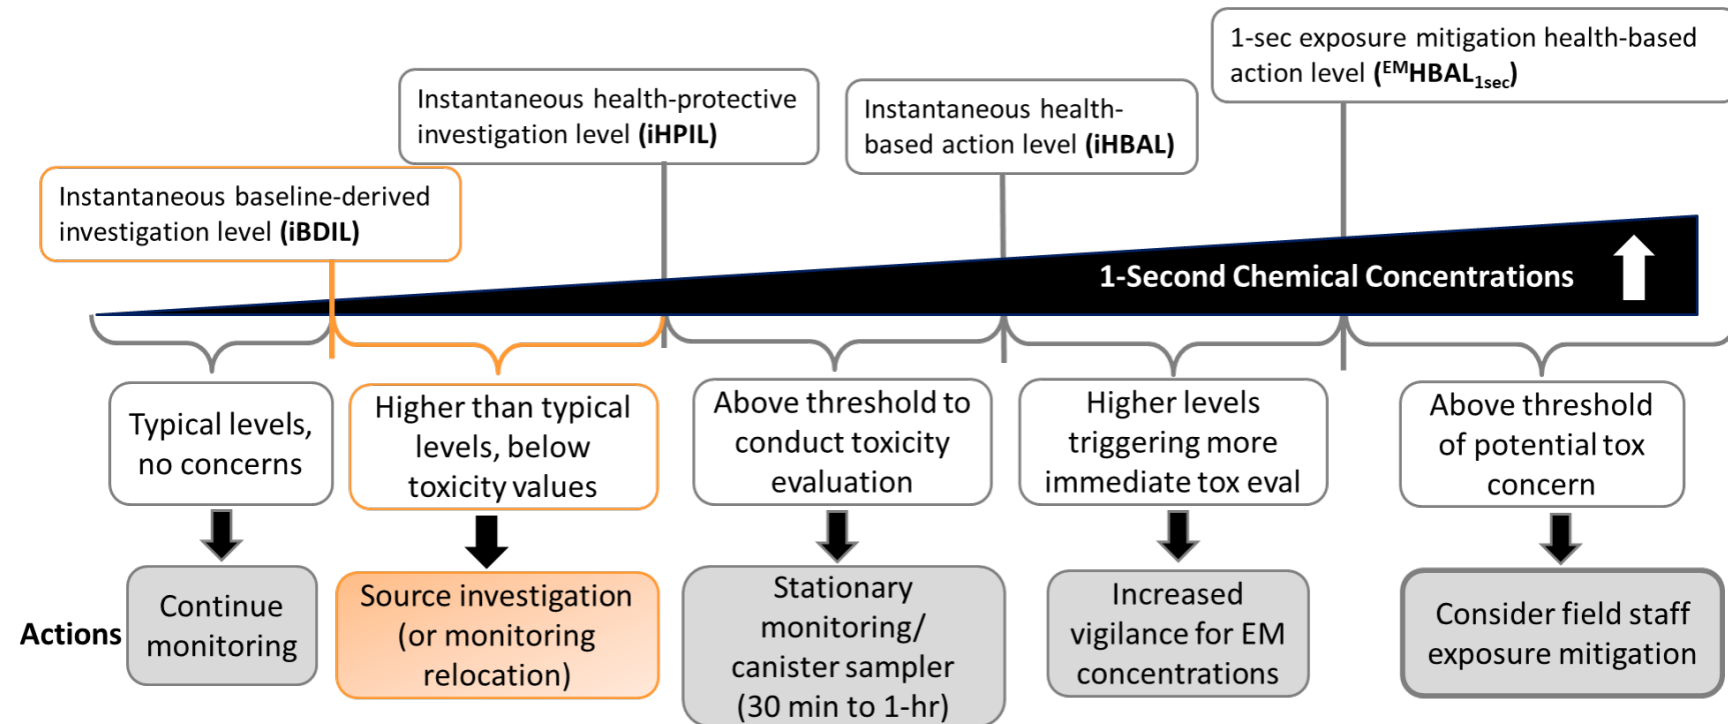 1-sec exposure mitigation health-based
action level (EMHBAL1sec)
Instantaneous health-protective
investigation level (iHPIL)
Instantaneous health-
based action level (iHBAL)
Instantaneous baseline-derived
investigation level (iBDIL)
1-Second Chemical Concentrations
Typical levels,
no concerns
Higher than typical
levels, below
toxicity values
Above threshold to
conduct toxicity
evaluation
Higher levels
triggering more
immediate tox eval
Above threshold
of potential tox
concern
Actions
Continue
monitoring
Source investigation
(or monitoring
relocation)
Stationary
monitoring/
canister sampler
(30 min to 1-hr)
Increased
vigilance for EM
concentrations
Consider field staff
exposure mitigation